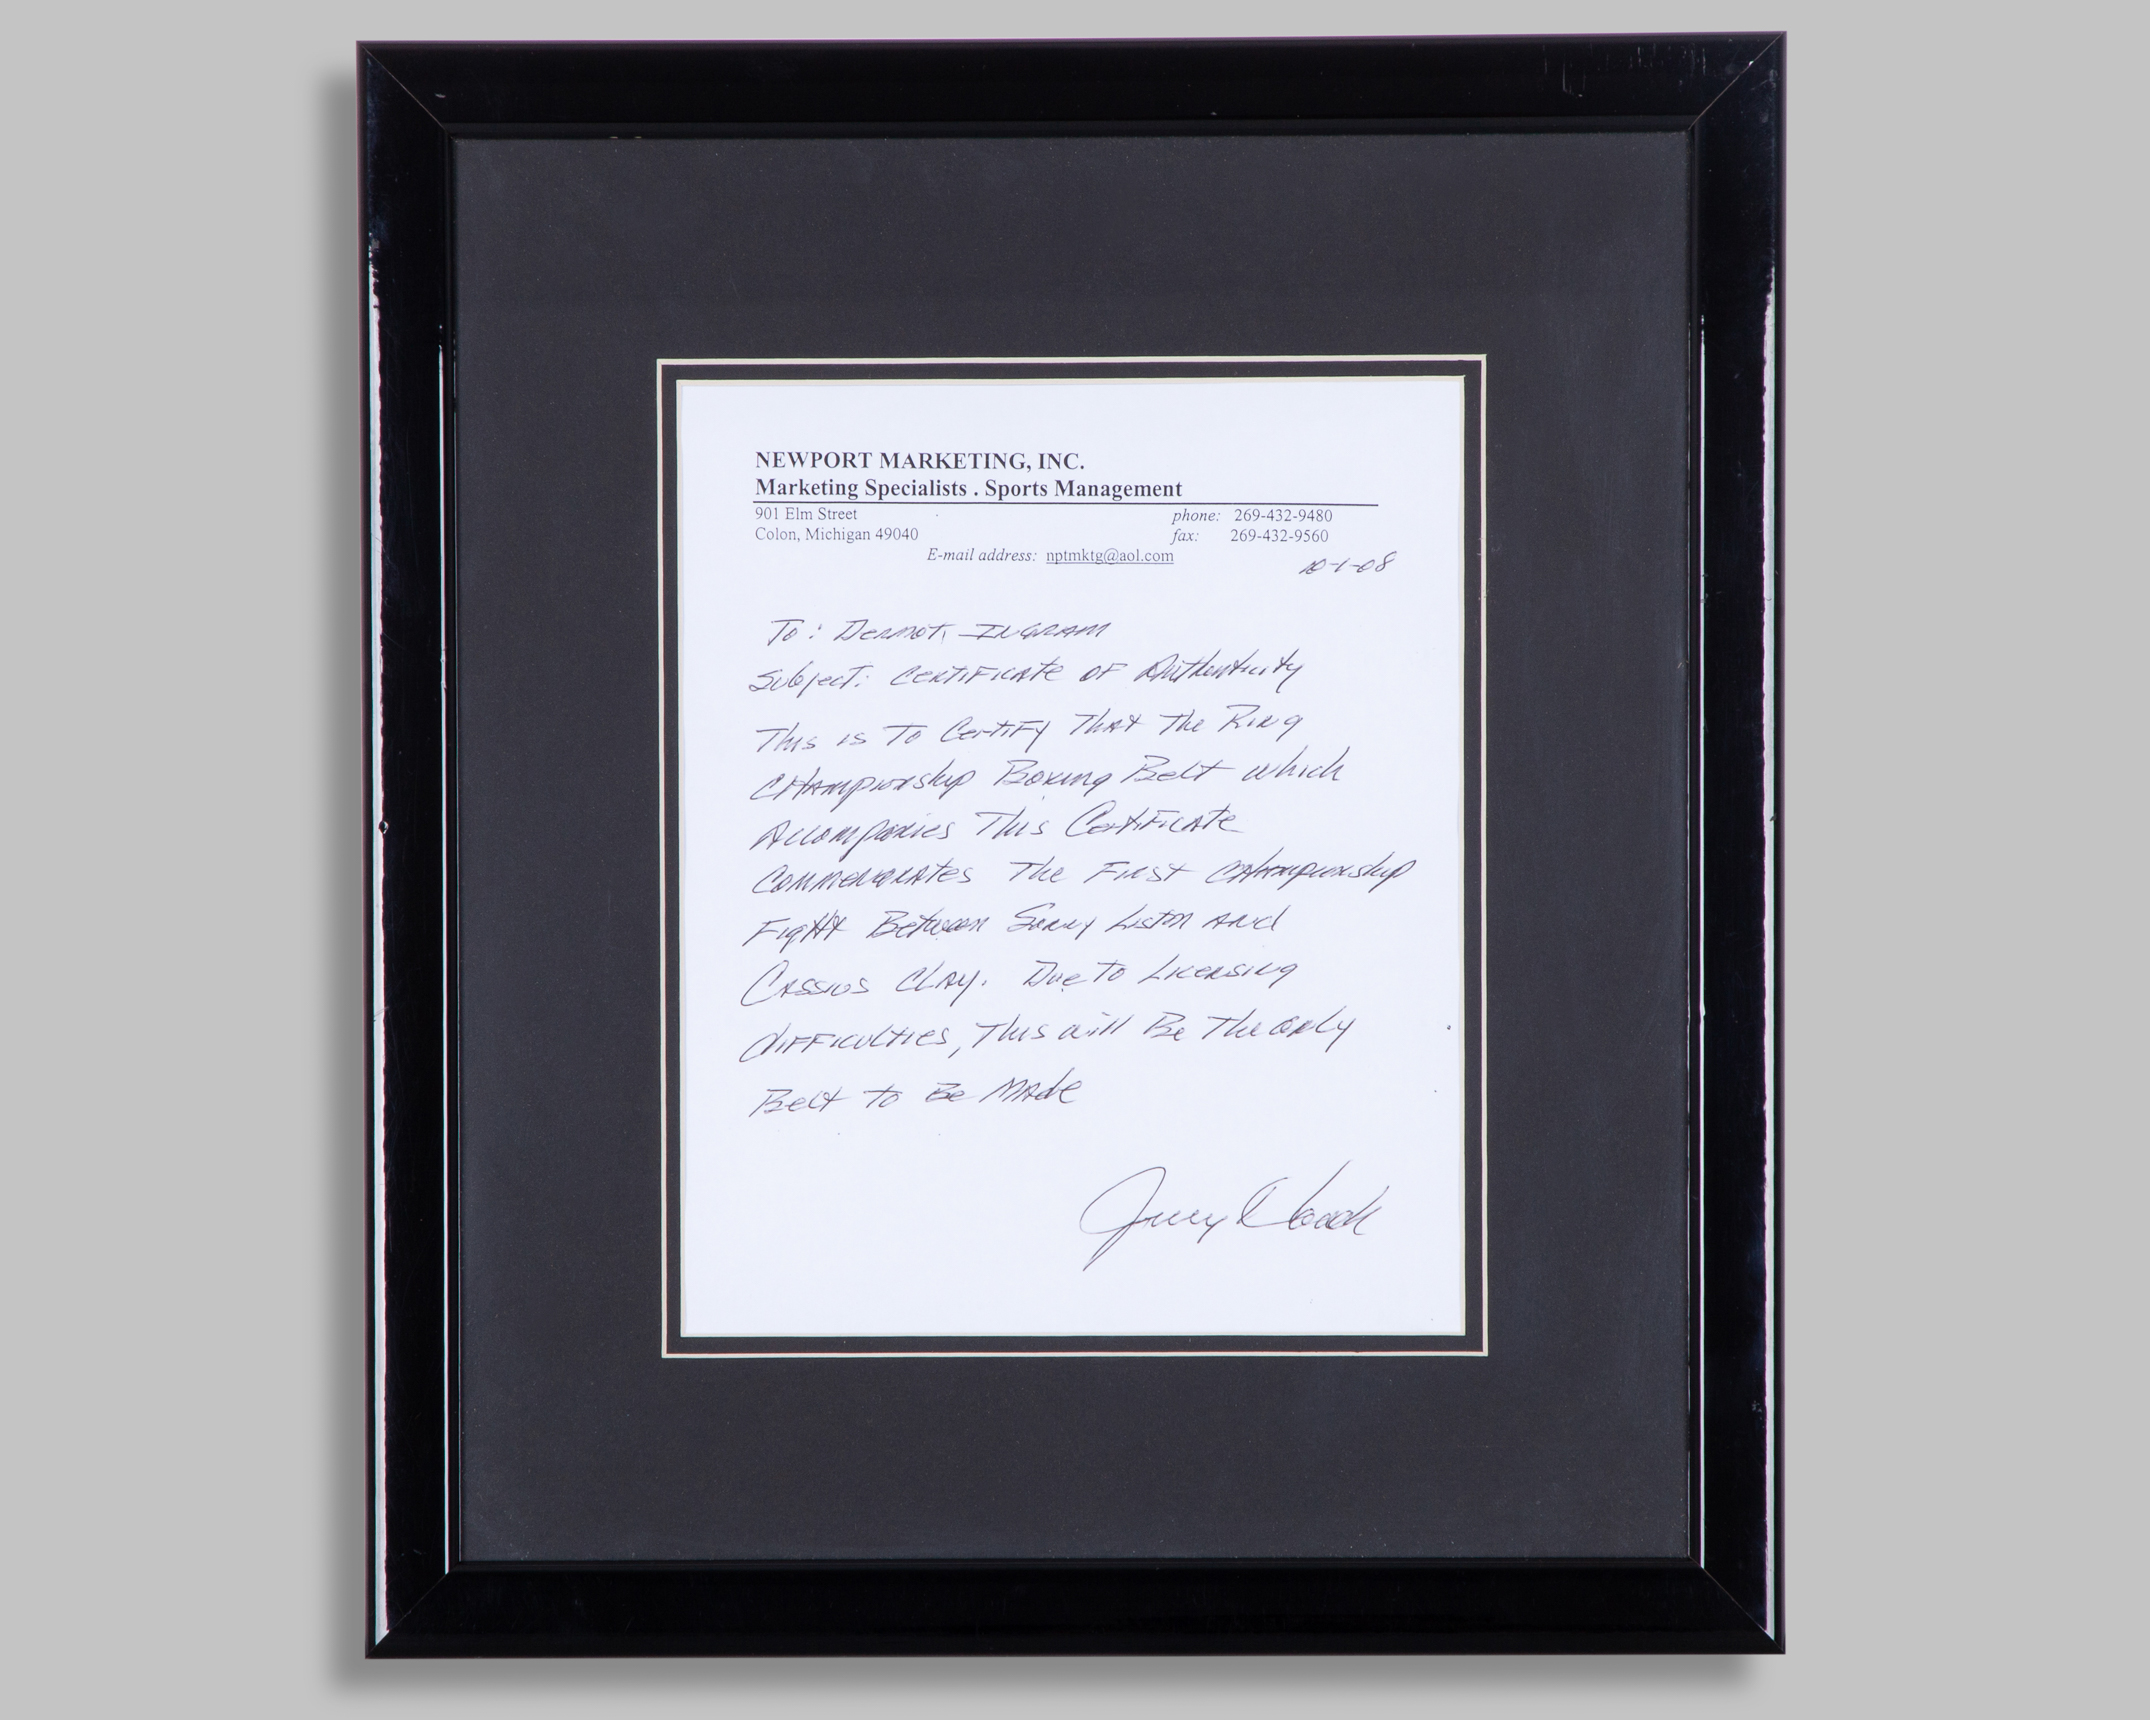 NEWPORT MARKETING, INC.
Marketing Specialists . Sports Management
901 Elm Street phone: 269-432-9480
Colon, Michigan 49040 fax: 269-432-9560
E-mail address: nptmktg@aol.com
10-1-08
To: Dermot Ingram
Subject: Certificate of Authenticity
This is To Certify That The Ring
Championship Boxing Belt which
Accompanies This Certificate
Commemorates The First Championship
Fight Between Sonny Liston and
Cassius Clay. Due To Licensing
difficulties, This will Be The only
Belt To Be Made
Jerry